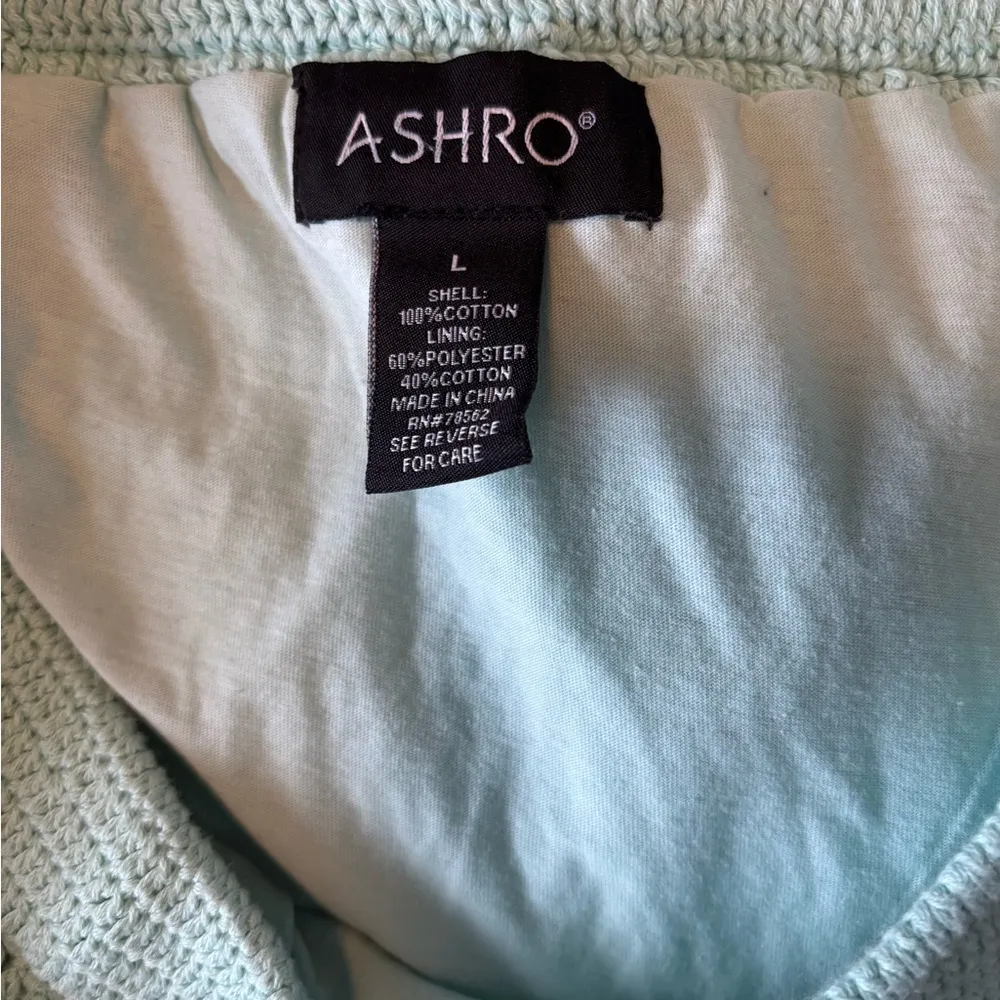 ASHRO®
L
SHELL:
100%COTTON
LINING:
60%POLYESTER
40%COTTON
MADE IN CHINA
RN#78562
SEE REVERSE
FOR CARE